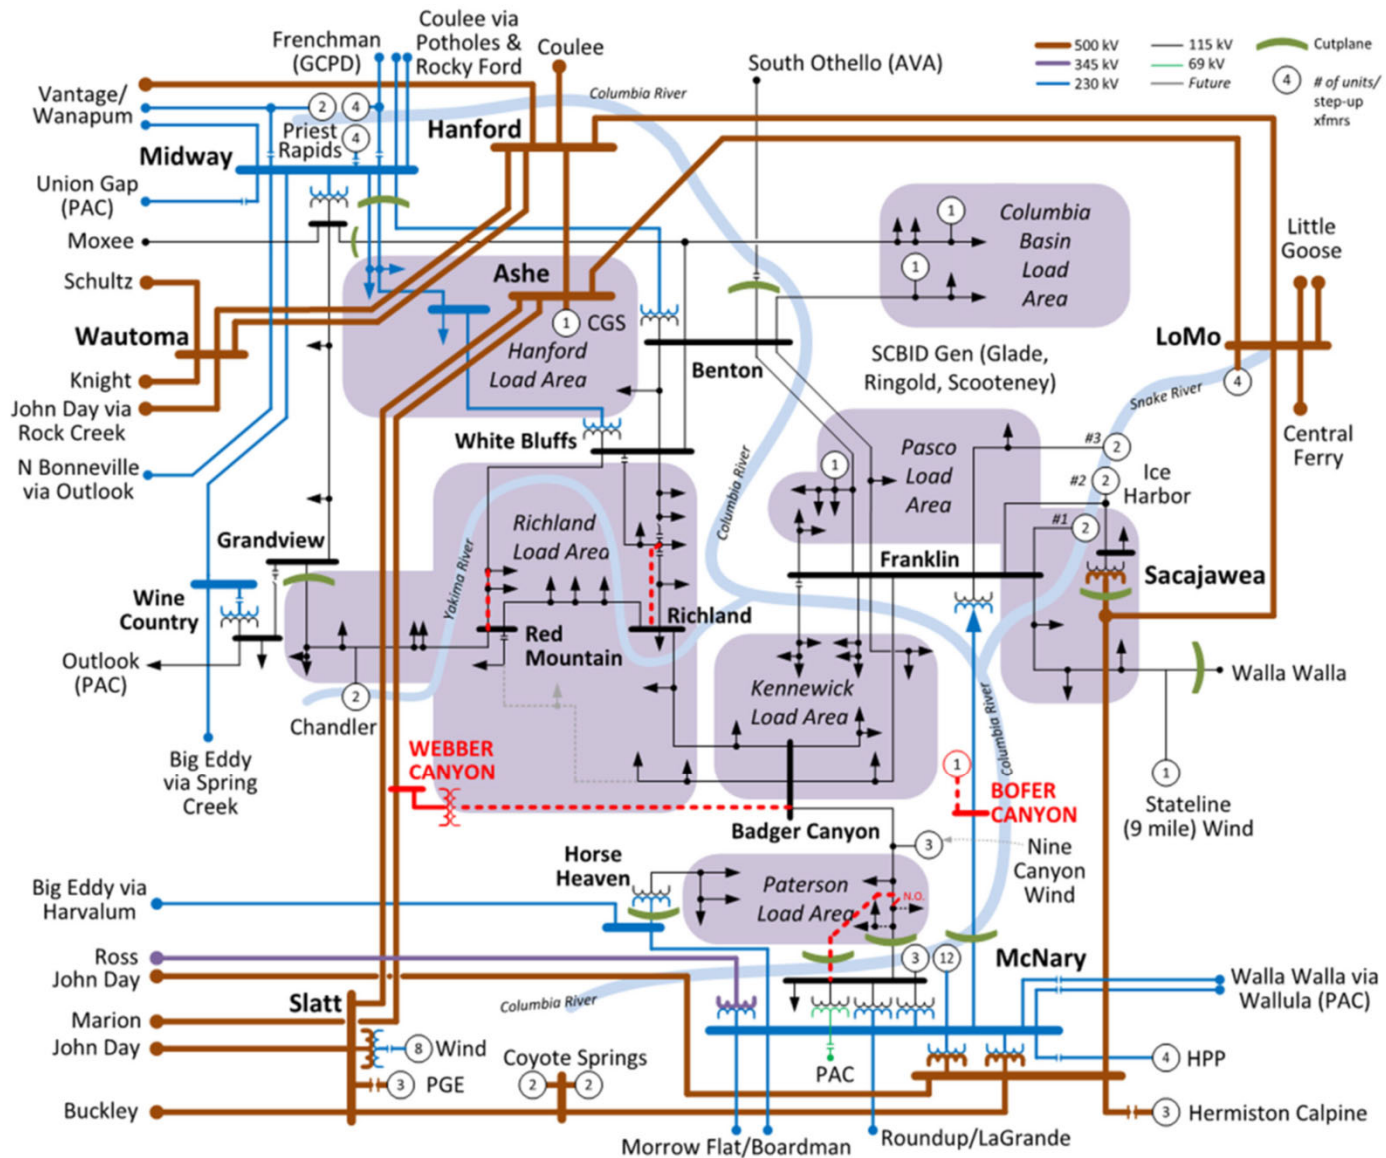 Frenchman
(GCPD)
Coulee via
Potholes &
Rocky Ford
Coulee
South Othello (AVA)
500 kV
345 kV
230 kV
115 kV
69 kV
Future
Cutplane
4
# of units/
step-up
xfmrs
Vantage/
Wanapum
2
4
Priest
Rapids
4
Columbia River
Hanford
Midway
Union Gap
(PAC)
Moxee
Schultz
Wautoma
Knight
John Day via
Rock Creek
N Bonneville
via Outlook
Ashe
1
CGS
Hanford
Load Area
Benton
1
Columbia
Basin
Load
Area
1
SCBID Gen (Glade,
Ringold, Scooteney)
Little
Goose
LoMo
4
Snake River
Central
Ferry
White Bluffs
Columbia River
Pasco
Load
Area
1
#3
2
#2
2
Ice
Harbor
#1
2
Richland
Load Area
Yakima River
Grandview
Franklin
Sacajawea
Wine
Country
Richland
Red
Mountain
Outlook
(PAC)
2
Chandler
Kennewick
Load Area
Columbia River
Walla Walla
Big Eddy
via Spring
Creek
WEBBER
CANYON
1
BOFER
CANYON
1
Stateline
(9 mile) Wind
Badger Canyon
3
Nine
Canyon
Wind
Horse
Heaven
Paterson
Load Area
N.O.
Big Eddy via
Harvalum
Ross
John Day
3
12
McNary
Walla Walla via
Wallula (PAC)
Columbia River
Slatt
Marion
John Day
8
Wind
Coyote Springs
3
PGE
2
2
PAC
4
HPP
Buckley
3
Hermiston Calpine
Morrow Flat/Boardman
Roundup/LaGrande